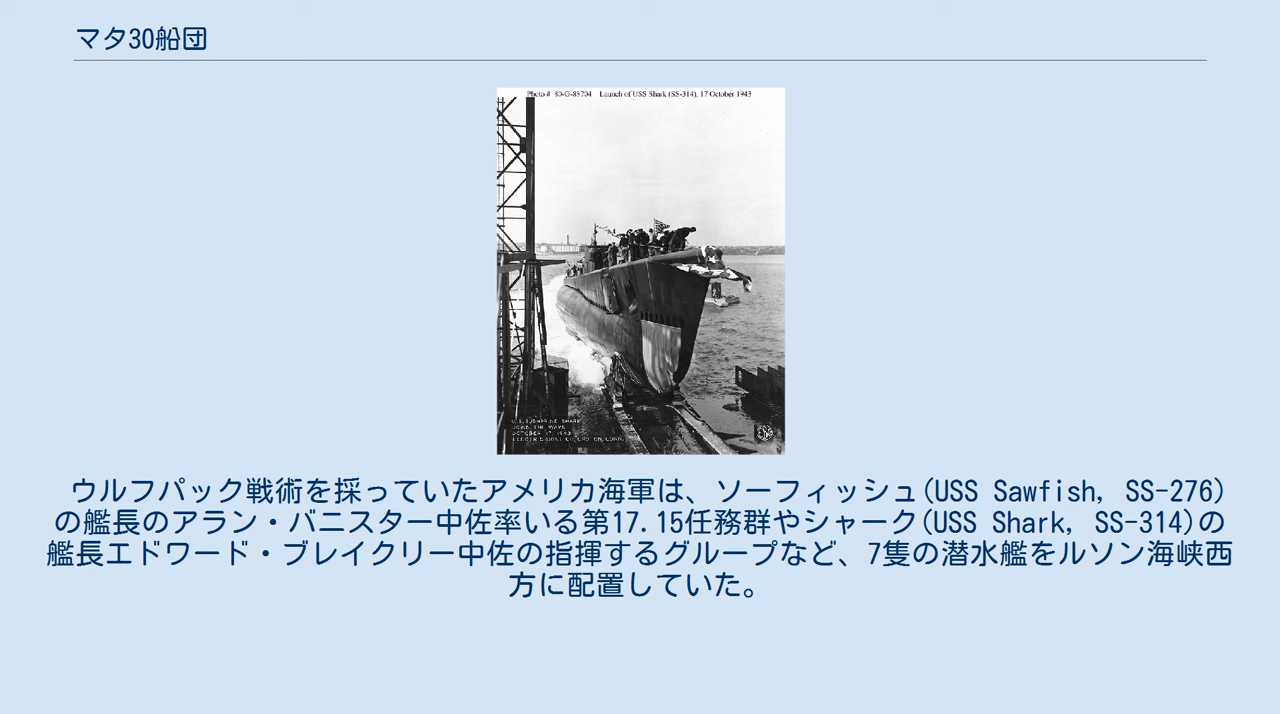 マタ30船団
Photo # 80-G-88704 Launch of USS Shark (SS-314), 17 October 1943
U.S. SUBMARINE SHARK
DOWN THE WAYS
OCTOBER 17, 1943
ELECTRIC BOAT CO., GROTON, CONN.
ウルフパック戦術を採っていたアメリカ海軍は、ソーフィッシュ(USS Sawfish, SS-276)
の艦長のアラン・バニスター中佐率いる第17.15任務群やシャーク(USS Shark, SS-314)の
艦長エドワード・ブレイクリー中佐の指揮するグループなど、7隻の潜水艦をルソン海峡西
方に配置していた。